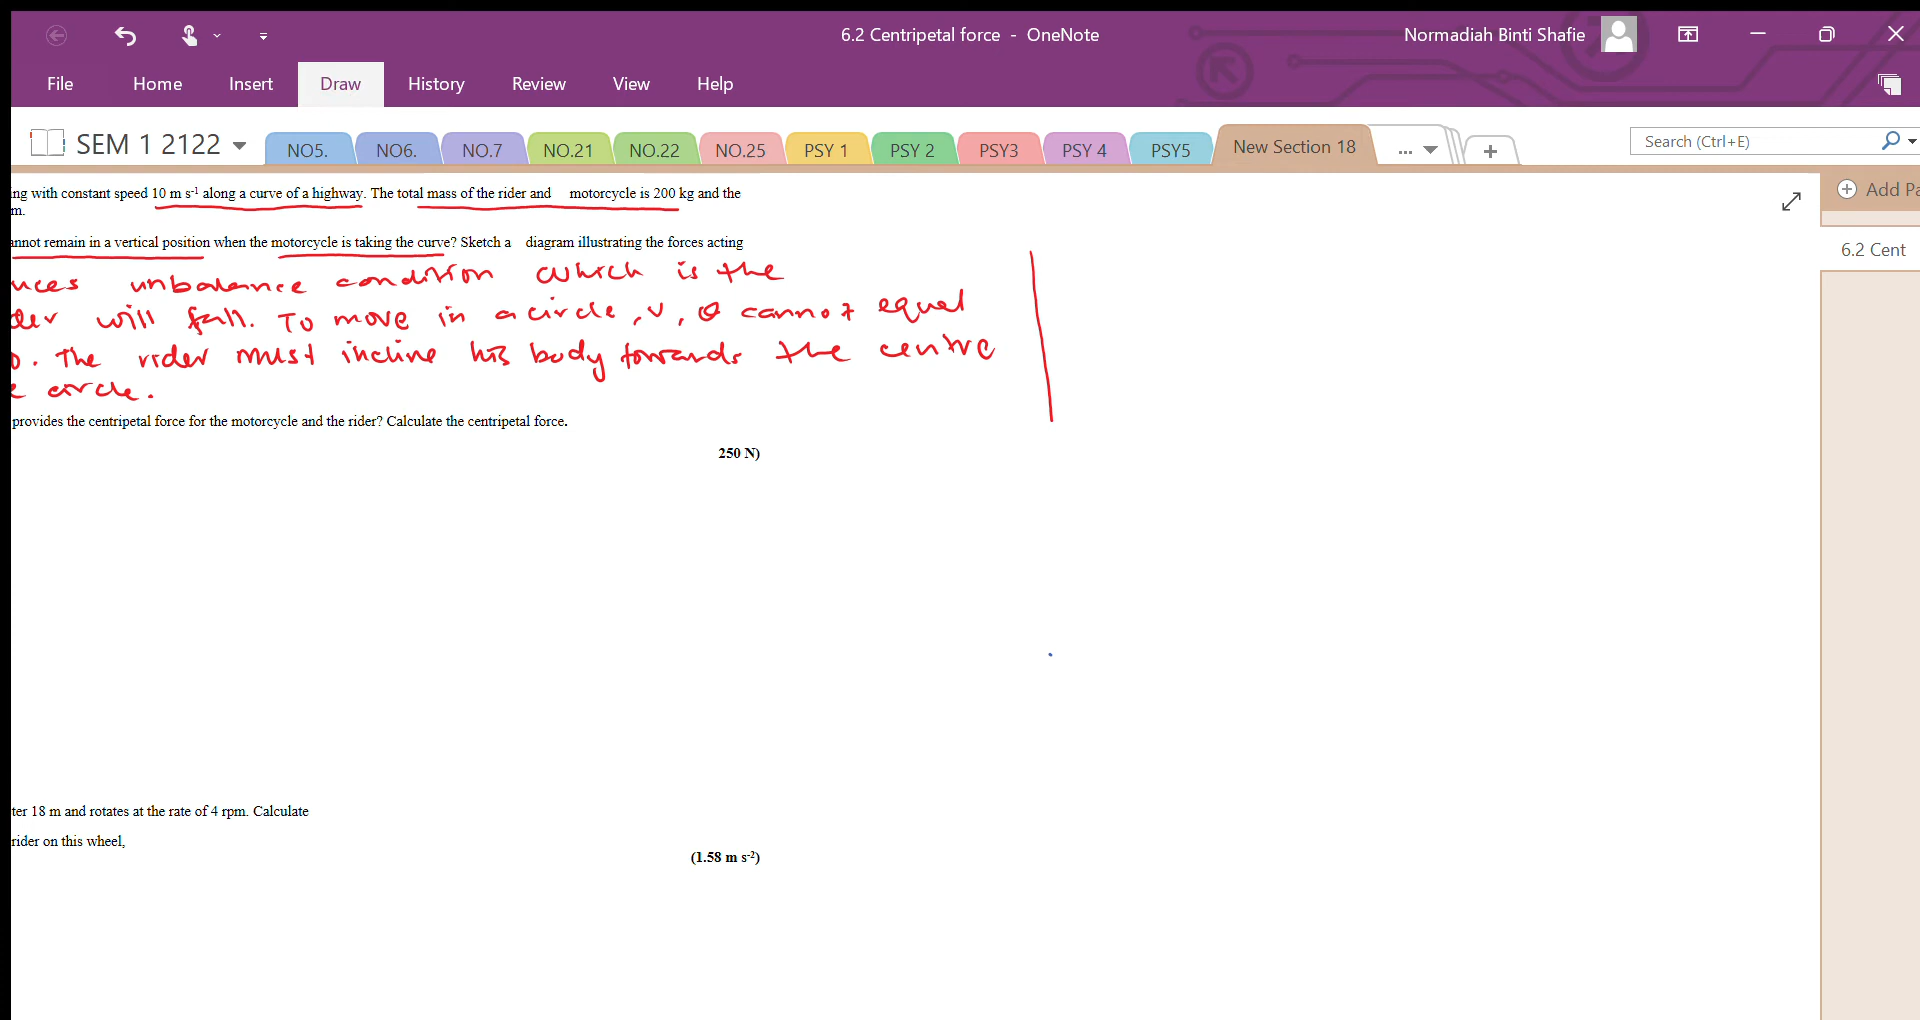 6.2 Centripetal force - OneNote
Normadiah Binti Shafie
File Home Insert Draw History Review View Help
SEM 1 2122
NO5. NO6. NO.7 NO.21 NO.22 NO.25 PSY 1 PSY 2 PSY3 PSY 4 PSY5 New Section 18 ... +
Search (Ctrl+E)
Add Pa
6.2 Cent
ing with constant speed 10 m s⁻¹ along a curve of a highway. The total mass of the rider and motorcycle is 200 kg and the
m.
annot remain in a vertical position when the motorcycle is taking the curve? Sketch a diagram illustrating the forces acting
uces unbalance condition which is the
der will fall. To move in a circle, v, θ cannot equal
0. The rider must incline his body towards the centre
e circle.
provides the centripetal force for the motorcycle and the rider? Calculate the centripetal force.
250 N)
ter 18 m and rotates at the rate of 4 rpm. Calculate
rider on this wheel,
(1.58 m s⁻²)